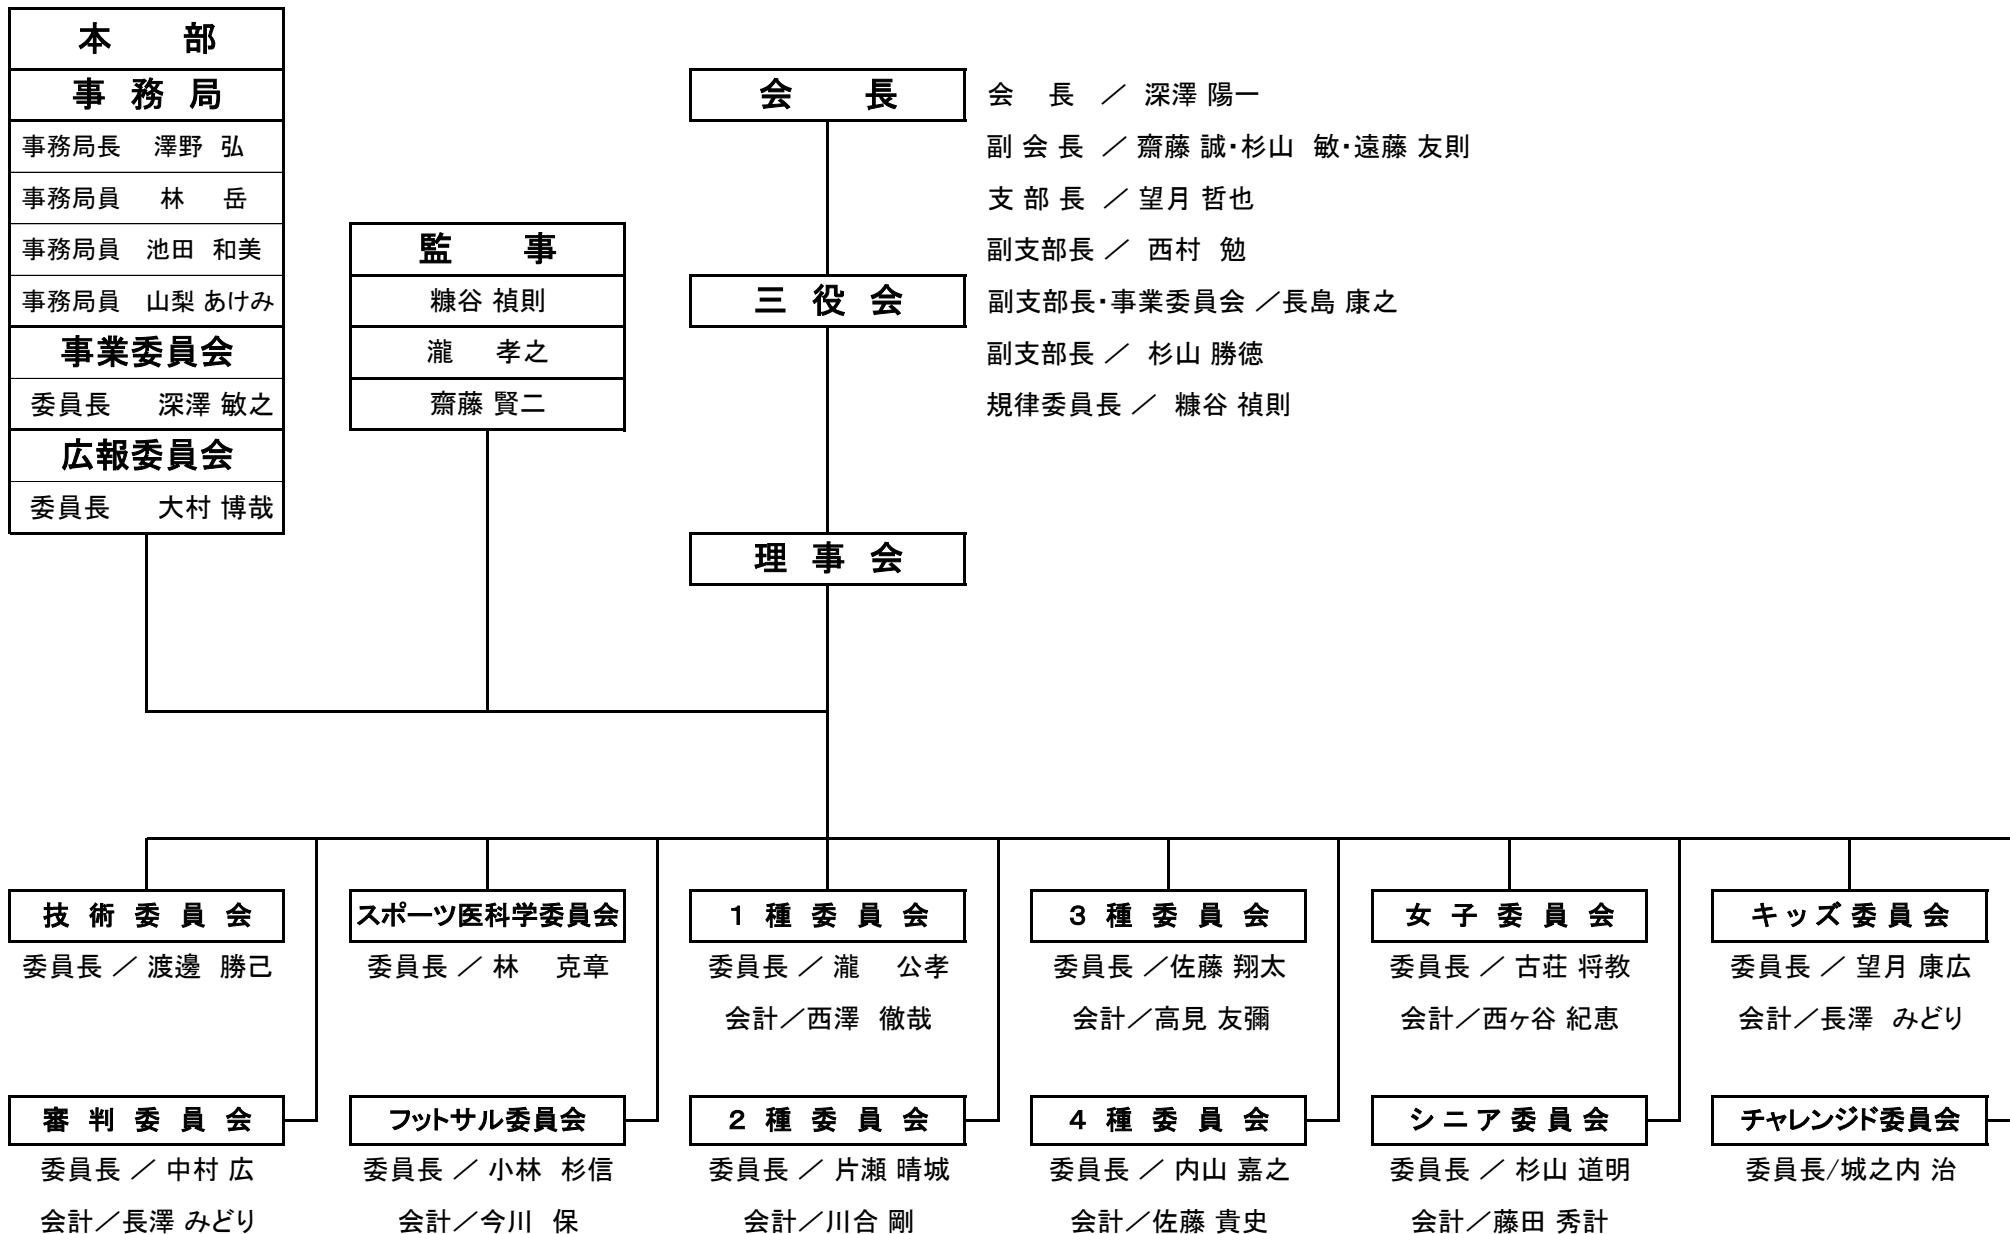 本 部
事 務 局
事務局長 澤野 弘
事務局員 林 岳
事務局員 池田 和美
事務局員 山梨 あけみ
事業委員会
委員長 深澤 敏之
広報委員会
委員長 大村 博哉
監 事
糠谷 禎則
瀧 孝之
齋藤 賢二
会 長
三 役 会
理 事 会
会 長 ／ 深澤 陽一
副 会 長 ／ 齋藤 誠・杉山 敏・遠藤 友則
支 部 長 ／ 望月 哲也
副支部長 ／ 西村 勉
副支部長・事業委員会 ／長島 康之
副支部長 ／ 杉山 勝徳
規律委員長 ／ 糠谷 禎則
技 術 委 員 会
委員長 ／ 渡邊 勝己
スポーツ医科学委員会
委員長 ／ 林 克章
１ 種 委 員 会
委員長 ／ 瀧 公孝
会計／西澤 徹哉
３ 種 委 員 会
委員長 ／佐藤 翔太
会計／高見 友彌
女 子 委 員 会
委員長 ／ 古荘 将教
会計／西ヶ谷 紀恵
キ ッ ズ 委 員 会
委員長 ／ 望月 康広
会計／長澤 みどり
審 判 委 員 会
委員長 ／ 中村 広
会計／長澤 みどり
フットサル委員会
委員長 ／ 小林 杉信
会計／今川 保
２ 種 委 員 会
委員長 ／ 片瀬 晴城
会計／川合 剛
４ 種 委 員 会
委員長 ／ 内山 嘉之
会計／佐藤 貴史
シ ニ ア 委 員 会
委員長 ／ 杉山 道明
会計／藤田 秀計
チャレンジド委員会
委員長/城之内 治